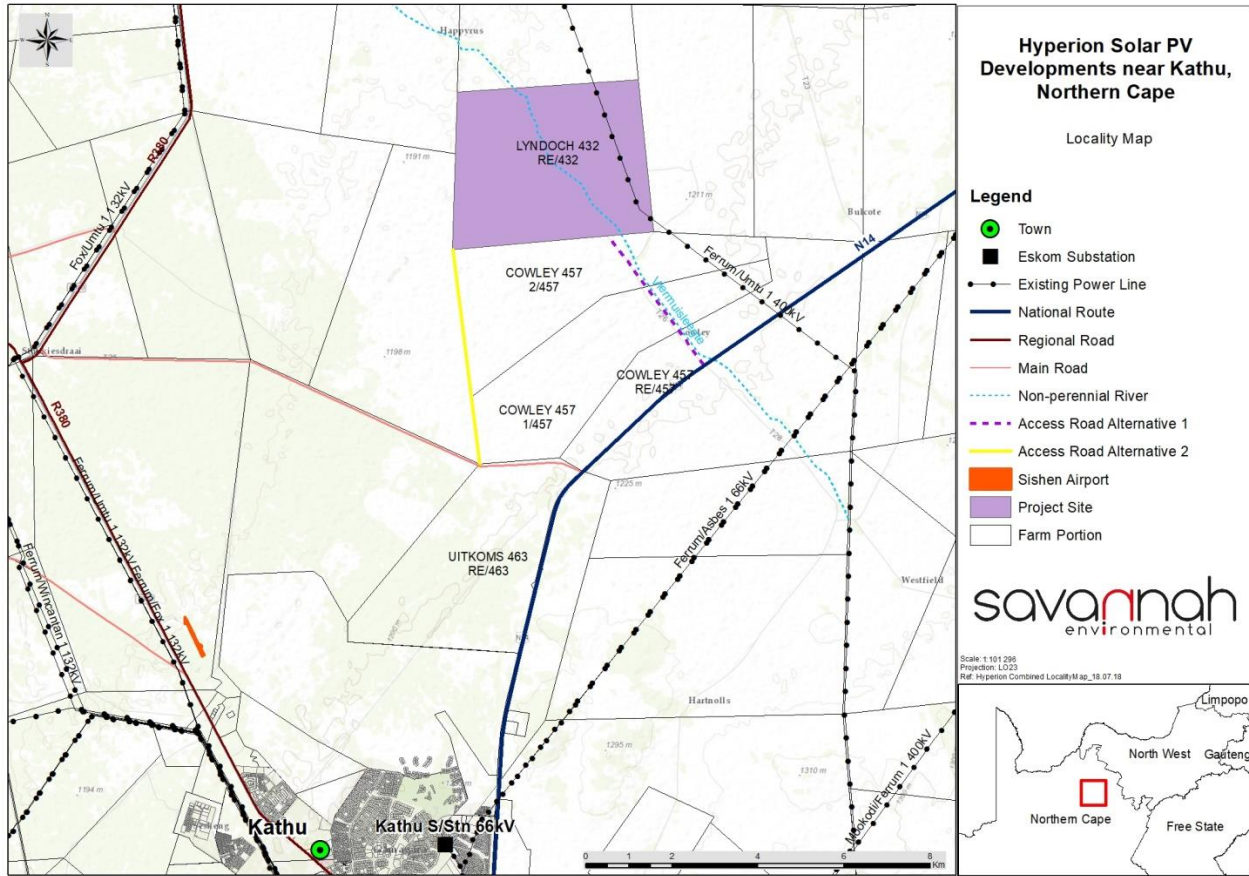 Happyrus
LYNDOCH 432
RE/432
1191 m
1211 m
Bulcote
R380
Fox/Umtu 1 132kV
N14
Ferrum/Umtu 1 400kV
COWLEY 457
2/457
Vlermuisleegte
1198 m
COWLEY 457
RE/457
COWLEY 457
1/457
R380
Ferrum/Umtu 1 132kV
Ferrum/Fox 1 132kV
1225 m
Ferrum/Asbes 1 66kV
UITKOMS 463
RE/463
Westfield
Ferrum/Wincanton 1 132kV
Hartnolls
1295 m
1310 m
1194 m
Mookodi/Ferrum 1 400kV
Kathu
Kathu S/Stn 66kV
0 1 2 4 6 8
Km
Hyperion Solar PV
Developments near Kathu,
Northern Cape
Locality Map
Legend
Town
Eskom Substation
Existing Power Line
National Route
Regional Road
Main Road
Non-perennial River
Access Road Alternative 1
Access Road Alternative 2
Sishen Airport
Project Site
Farm Portion
savannah
environmental
Scale: 1:101 296
Projection: LO23
Ref: Hyperion Combined LocalityMap_18.07.18
Limpopo
North West
Gauteng
Northern Cape
Free State